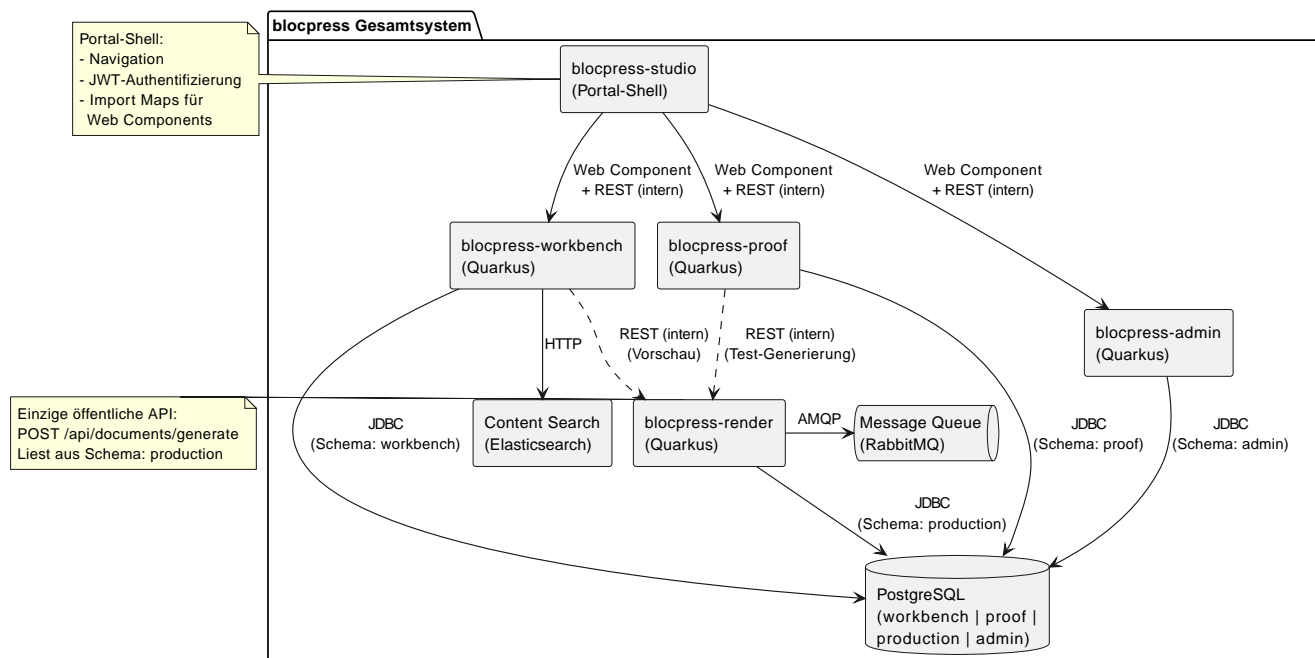 blocpress Gesamtsystem
Portal-Shell:
- Navigation
- JWT-Authentifizierung
- Import Maps für
Web Components
blocpress-studio
(Portal-Shell)
Web Component
+ REST (intern)
Web Component
+ REST (intern)
Web Component
+ REST (intern)
blocpress-workbench
(Quarkus)
blocpress-proof
(Quarkus)
blocpress-admin
(Quarkus)
HTTP
REST (intern)
(Vorschau)
REST (intern)
(Test-Generierung)
Einzige öffentliche API:
POST /api/documents/generate
Liest aus Schema: production
JDBC
(Schema: workbench)
Content Search
(Elasticsearch)
blocpress-render
(Quarkus)
AMQP
Message Queue
(RabbitMQ)
JDBC
(Schema: proof)
JDBC
(Schema: admin)
JDBC
(Schema: production)
PostgreSQL
(workbench | proof |
production | admin)